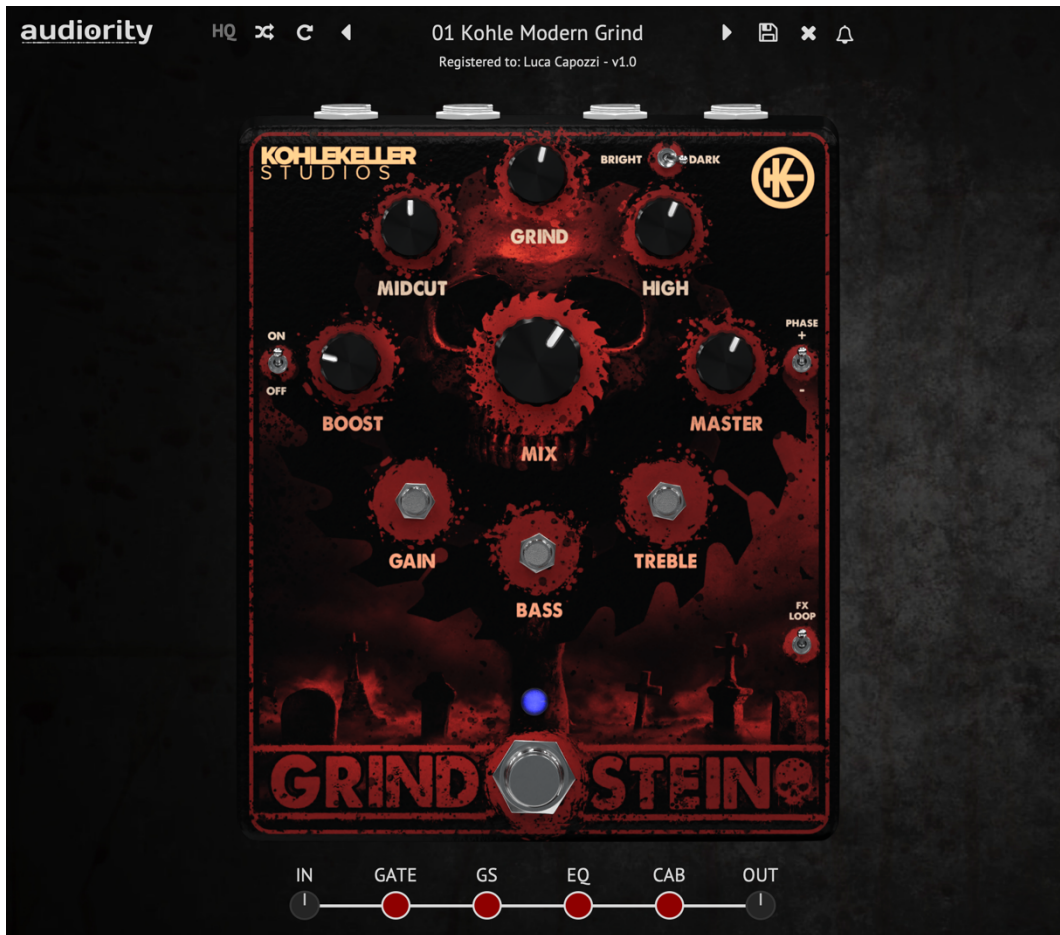 audiority
HQ
01 Kohle Modern Grind
Registered to: Luca Capozzi - v1.0
KOHLEKELLER
STUDIOS
BRIGHT
DARK
HK
GRIND
MIDCUT
HIGH
ON
OFF
PHASE
+
-
BOOST
MASTER
MIX
GAIN
TREBLE
BASS
FX
LOOP
GRIND STEIN
IN GATE GS EQ CAB OUT